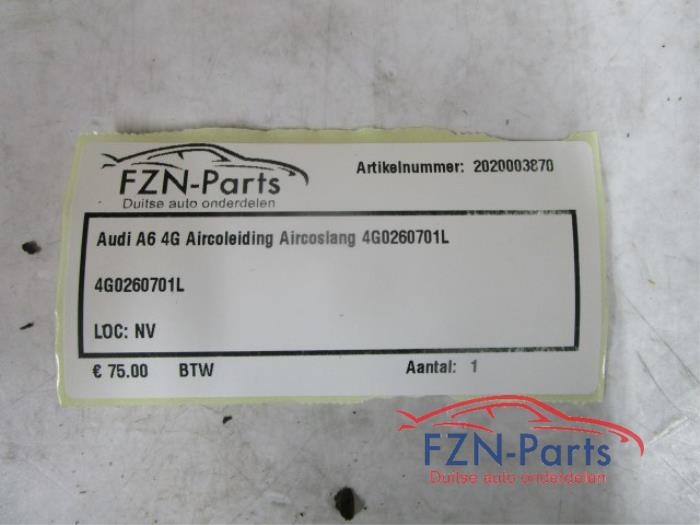 FZN-Parts
Duitse auto onderdelen
Artikelnummer: 2020003870
Audi A6 4G Aircoleiding Aircoslang 4G0260701L
4G0260701L
LOC: NV
€ 75.00 BTW
Aantal: 1
FZN-Parts
Duitse auto onderdelen